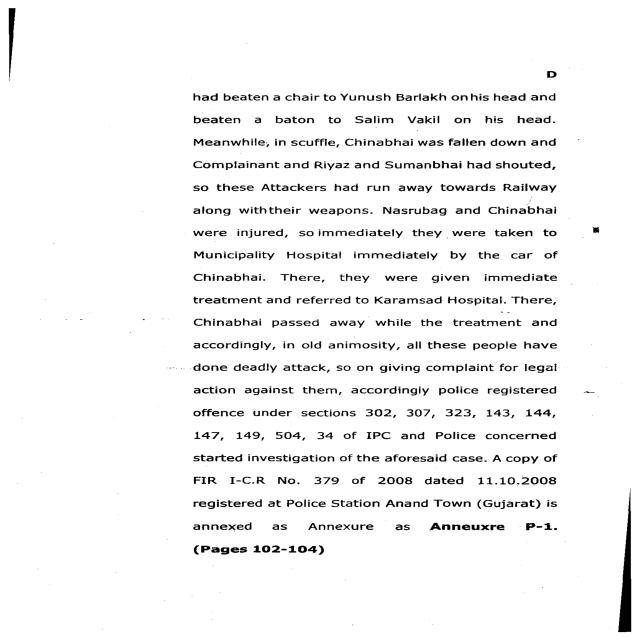 D
had beaten a chair to Yunush Barlakh on his head and
beaten a baton to Salim Vakil on his head.
Meanwhile, in scuffle, Chinabhai was fallen down and
Complainant and Riyaz and Sumanbhai had shouted,
so these Attackers had run away towards Railway
along with their weapons. Nasrubag and Chinabhai
were injured, so immediately they were taken to
Municipality Hospital immediately by the car of
Chinabhai. There, they were given immediate
treatment and referred to Karamsad Hospital. There,
Chinabhai passed away while the treatment and
accordingly, in old animosity, all these people have
done deadly attack, so on giving complaint for legal
action against them, accordingly police registered
offence under sections 302, 307, 323, 143, 144,
147, 149, 504, 34 of IPC and Police concerned
started investigation of the aforesaid case. A copy of
FIR I-C.R No. 379 of 2008 dated 11.10.2008
registered at Police Station Anand Town (Gujarat) is
annexed as Annexure as Anneuxre P-1.
(Pages 102-104)